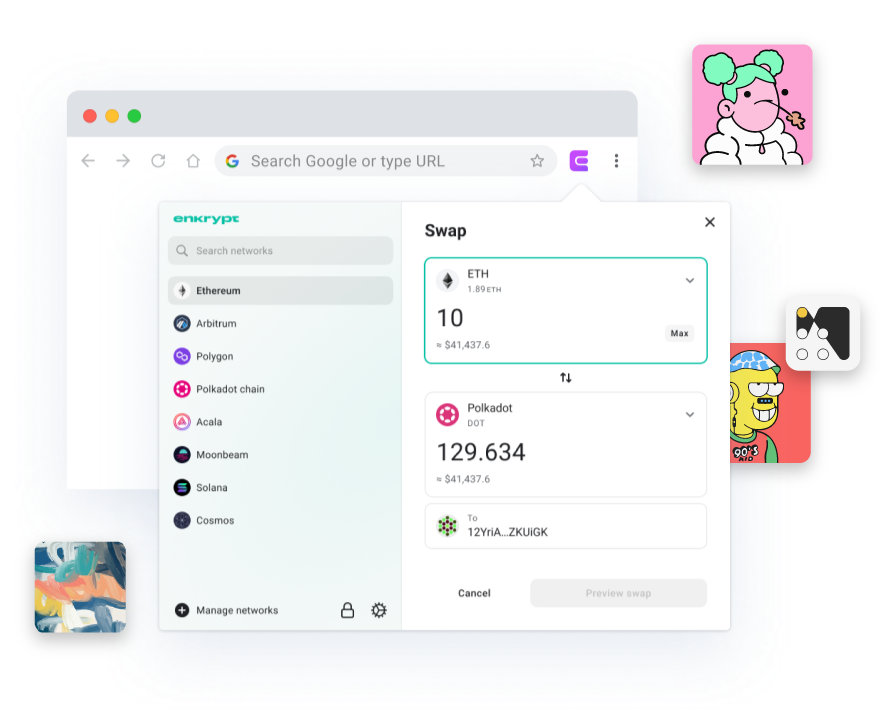 Search Google or type URL
enkrypt
Search networks
Ethereum
Arbitrum
Polygon
Polkadot chain
Acala
Moonbeam
Solana
Cosmos
Manage networks
Swap
ETH
1.89 ETH
10
≈ $41,437.6
Max
Polkadot
DOT
129.634
≈ $41,437.6
To
12YriA...ZKUiGK
Cancel
Preview swap
90'S